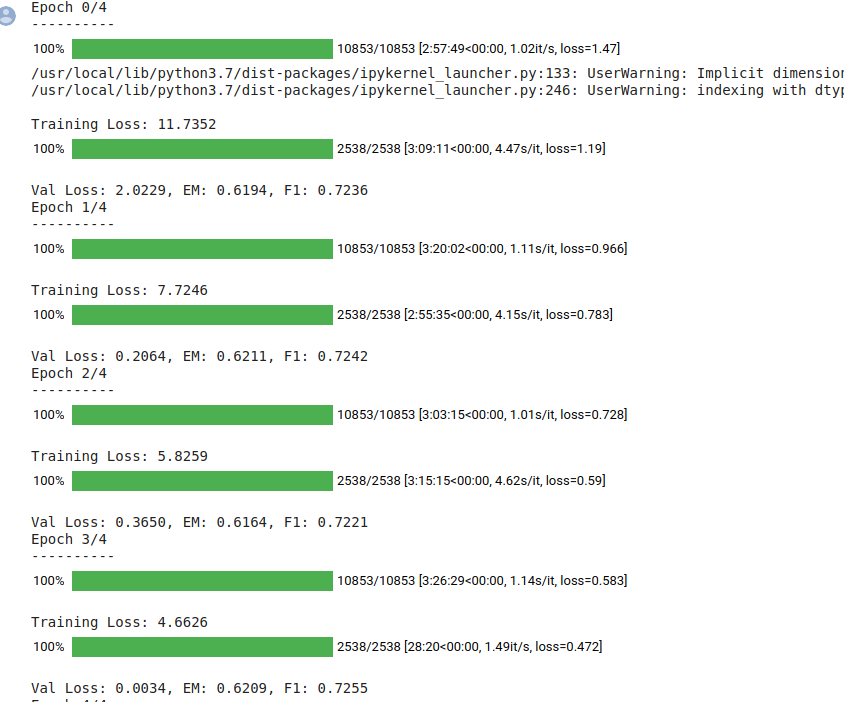 Epoch 0/4
----------
100% 10853/10853 [2:57:49<00:00, 1.02it/s, loss=1.47]
/usr/local/lib/python3.7/dist-packages/ipykernel_launcher.py:133: UserWarning: Implicit
/usr/local/lib/python3.7/dist-packages/ipykernel_launcher.py:246: UserWarning: indexing with
Training Loss: 11.7352
100% 2538/2538 [3:09:11<00:00, 4.47s/it, loss=1.19]
Val Loss: 2.0229, EM: 0.6194, F1: 0.7236
Epoch 1/4
----------
100% 10853/10853 [3:20:02<00:00, 1.11s/it, loss=0.966]
Training Loss: 7.7246
100% 2538/2538 [2:55:35<00:00, 4.15s/it, loss=0.783]
Val Loss: 0.2064, EM: 0.6211, F1: 0.7242
Epoch 2/4
----------
100% 10853/10853 [3:03:15<00:00, 1.01s/it, loss=0.728]
Training Loss: 5.8259
100% 2538/2538 [3:15:15<00:00, 4.62s/it, loss=0.59]
Val Loss: 0.3650, EM: 0.6164, F1: 0.7221
Epoch 3/4
----------
100% 10853/10853 [3:26:29<00:00, 1.14s/it, loss=0.583]
Training Loss: 4.6626
100% 2538/2538 [28:20<00:00, 1.49it/s, loss=0.472]
Val Loss: 0.0034, EM: 0.6209, F1: 0.7255